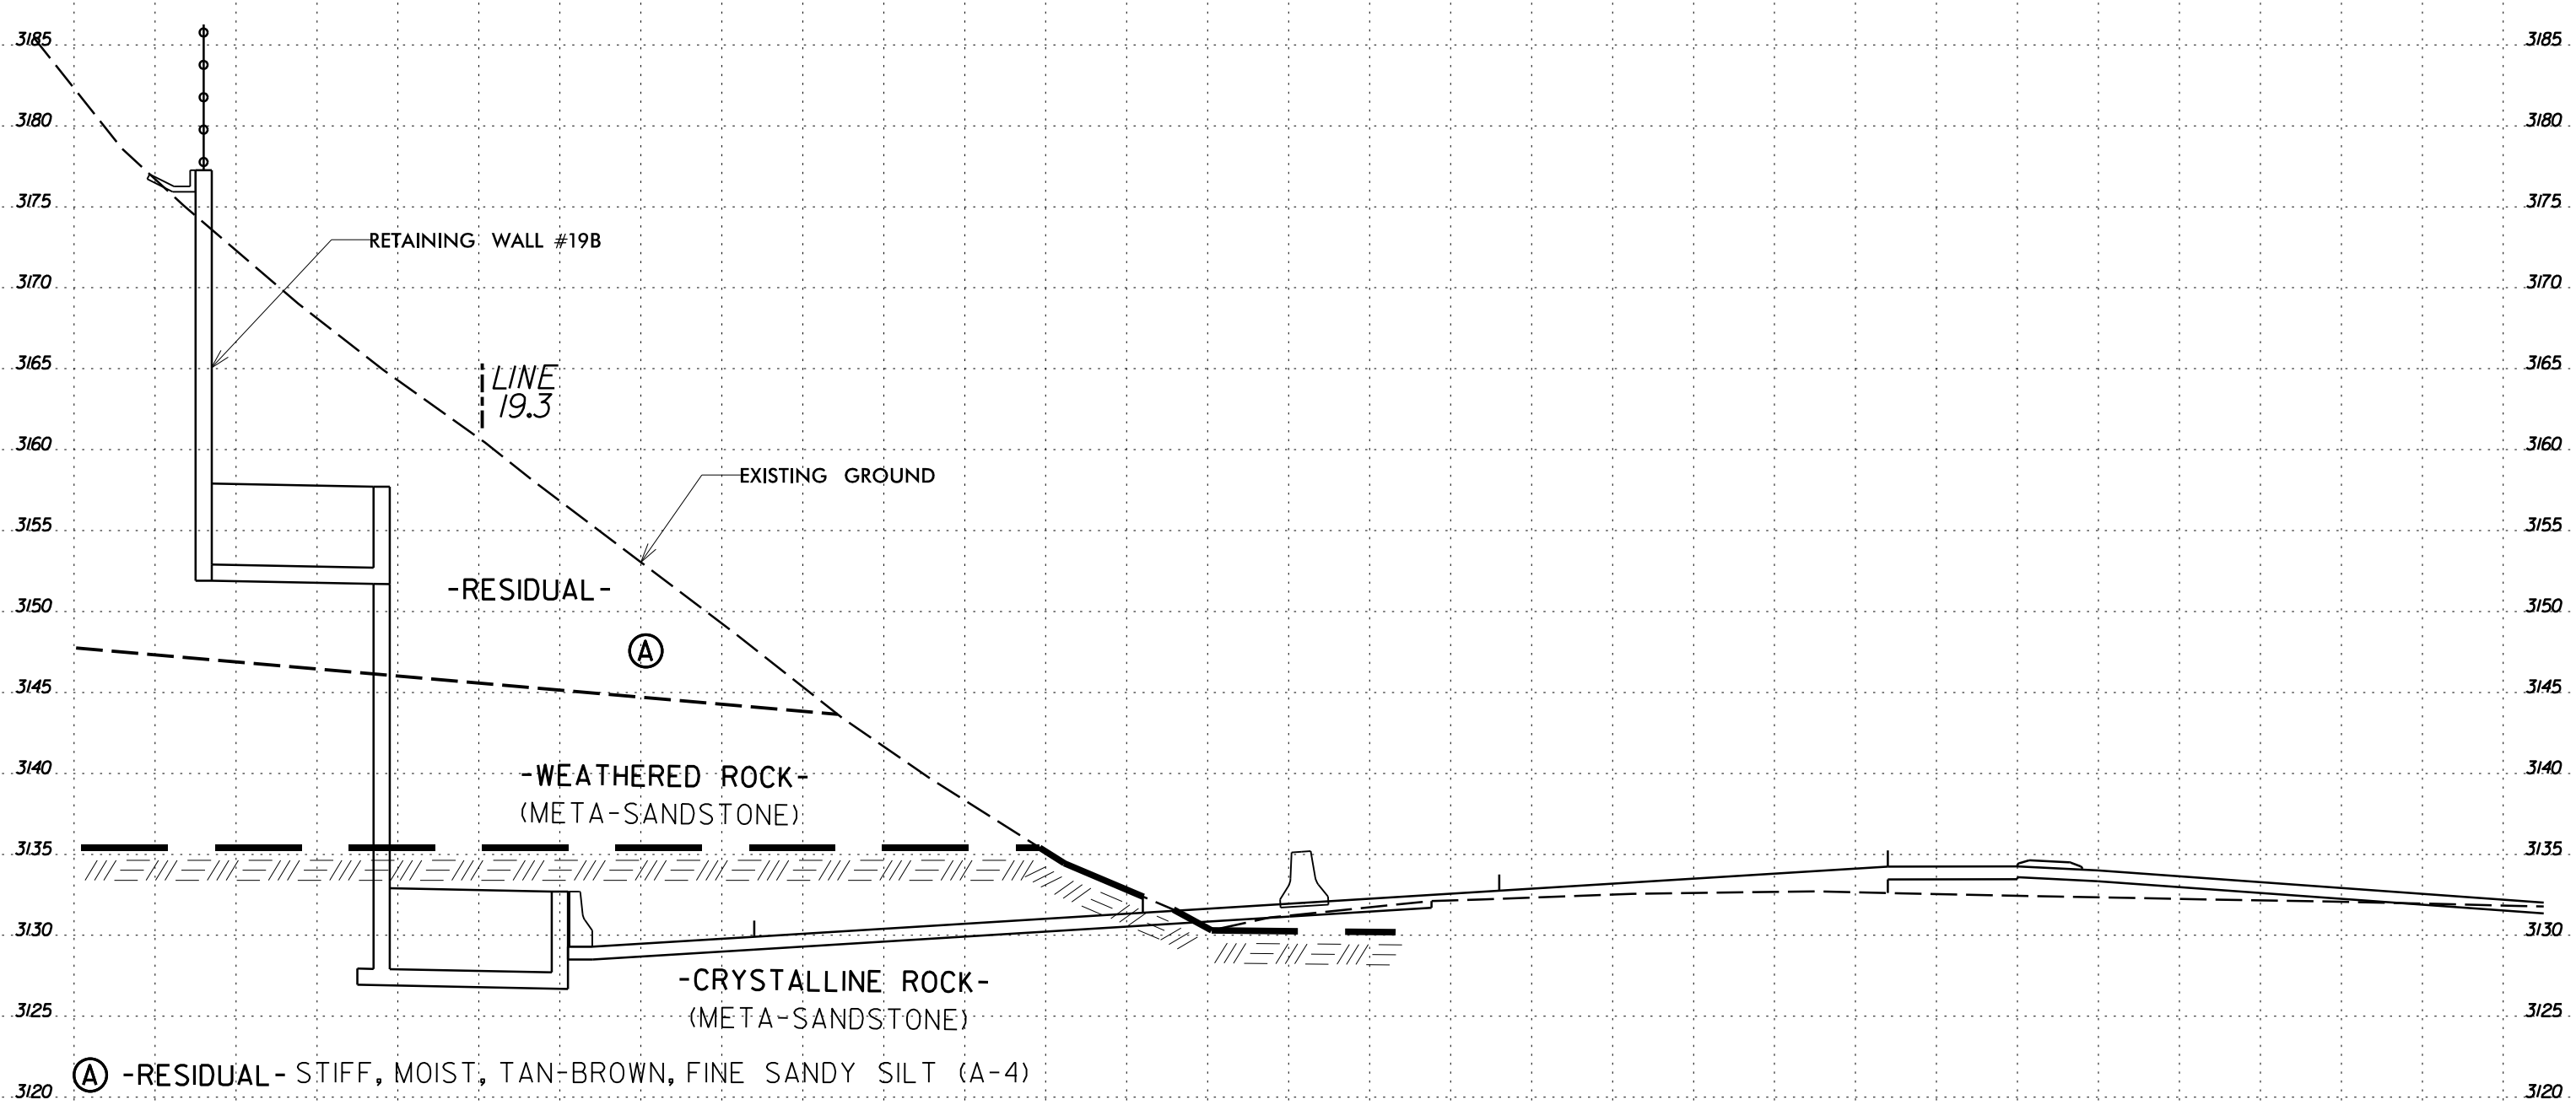 3185 3185
3180 3180
3175 3175
RETAINING WALL #19B
3170 3170
3165 3165
LINE
19.3
3160 3160
EXISTING GROUND
3155 3155
-RESIDUAL-
3150 3150
A
3145 3145
3140 3140
-WEATHERED ROCK-
(META-SANDSTONE)
3135 3135
3130 3130
-CRYSTALLINE ROCK-
3125 3125
(META-SANDSTONE)
A -RESIDUAL- STIFF, MOIST, TAN-BROWN, FINE SANDY SILT (A-4)
3120 3120